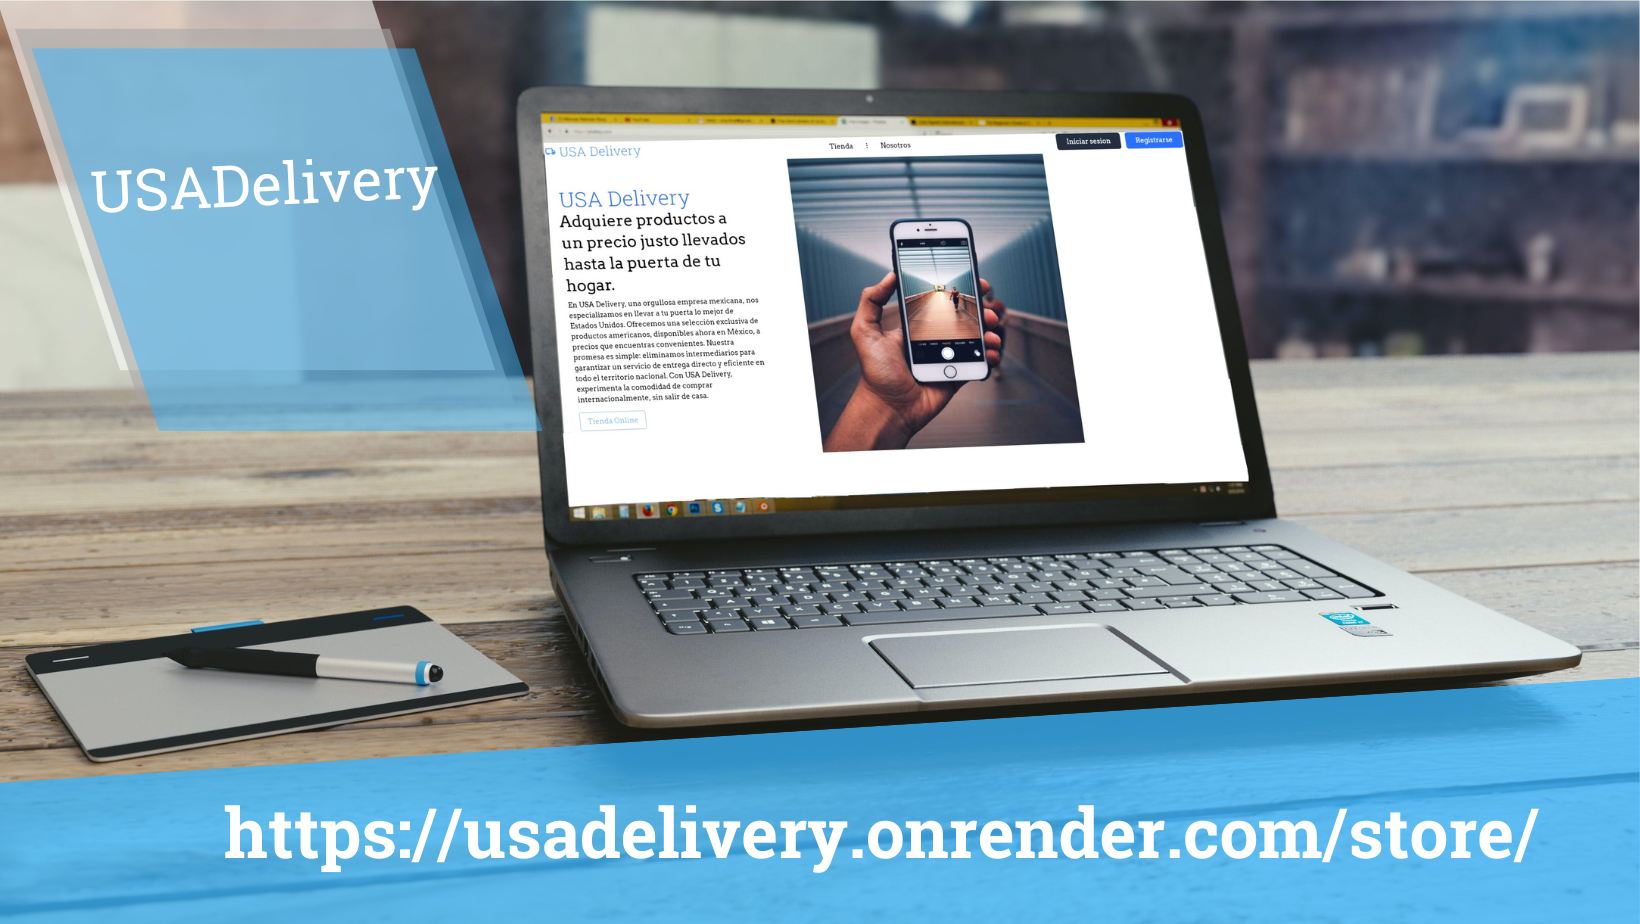 USADelivery
USA Delivery
Tienda
Nosotros
Iniciar sesion
Registrarse
USA Delivery
Adquiere productos a
un precio justo llevados
hasta la puerta de tu
hogar.
En USA Delivery, una orgullosa empresa mexicana, nos
especializamos en llevar a tu puerta lo mejor de
Estados Unidos. Ofrecemos una selección exclusiva de
productos americanos, disponibles ahora en México, a
precios que encuentras convenientes. Nuestra
promesa es simple: eliminamos intermediarios para
garantizar un servicio de entrega directo y eficiente en
todo el territorio nacional. Con USA Delivery,
experimenta la comodidad de comprar
internacionalmente, sin salir de casa.
Tienda Online
https://usadelivery.onrender.com/store/